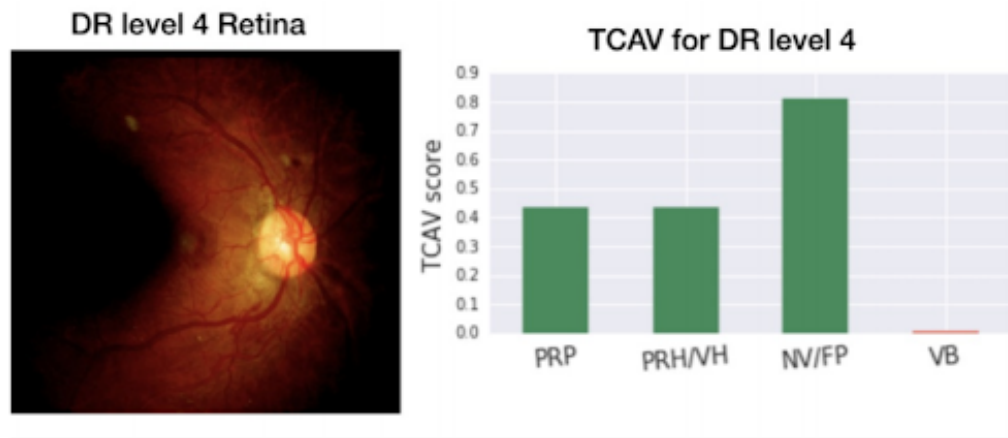 DR level 4 Retina
TCAV for DR level 4
TCAV score
0.9
0.8
0.7
0.6
0.5
0.4
0.3
0.2
0.1
0.0
PRP
PRH/VH
NV/FP
VB